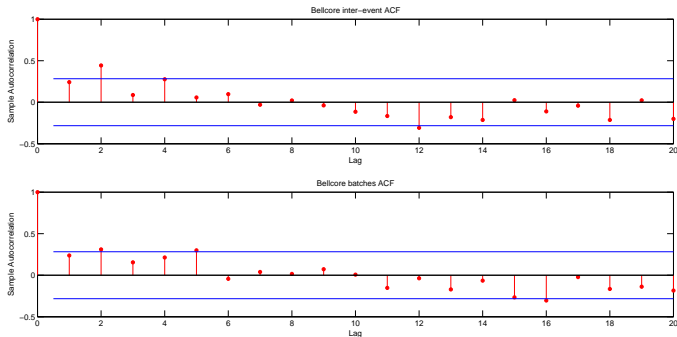 Bellcore inter−event ACF
1
0.5
0
−0.5
Sample Autocorrelation
0 2 4 6 8 10 12 14 16 18 20
Lag
Bellcore batches ACF
1
0.5
0
−0.5
Sample Autocorrelation
0 2 4 6 8 10 12 14 16 18 20
Lag